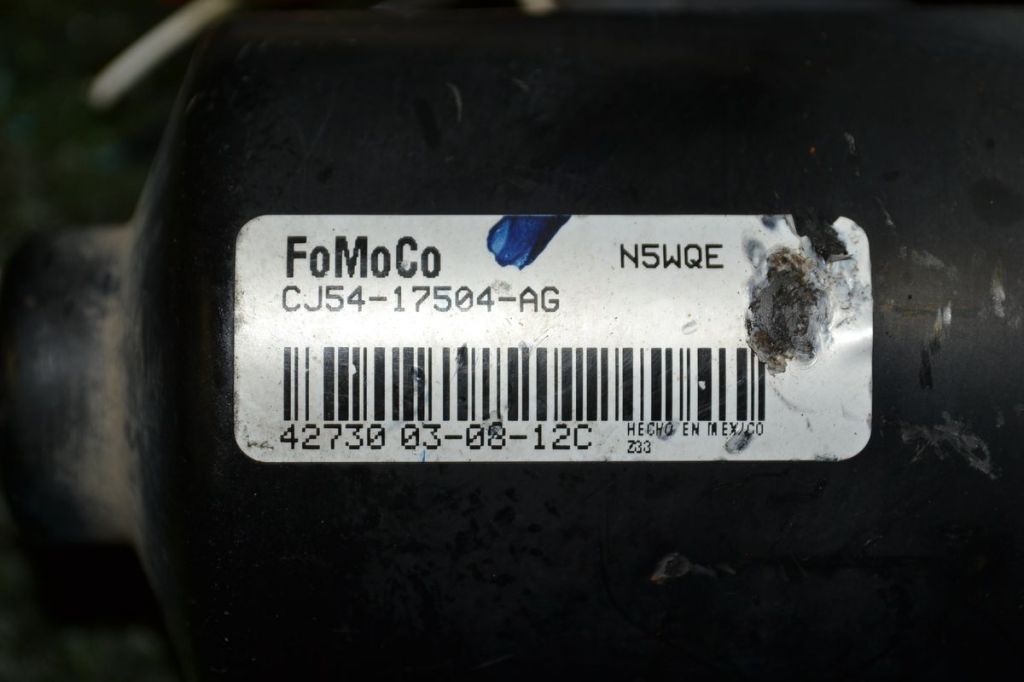 FoMoCo
N5WQE
CJ54-17504-AG
42730 03-08-12C
HECHO EN MEXICO
Z33